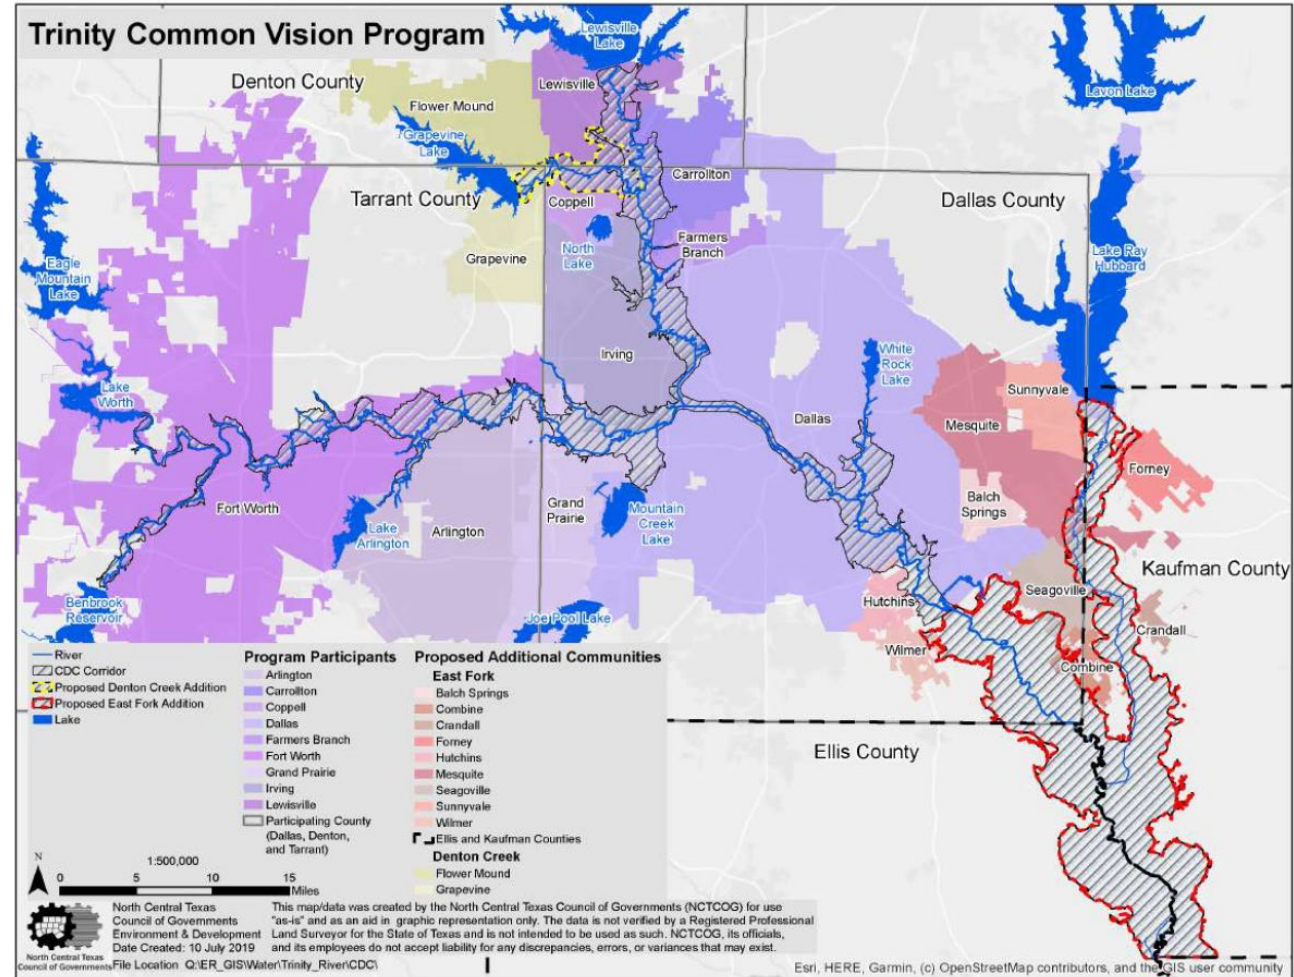 Trinity Common Vision Program
Lewisville
Lake
Denton County
Lewisville
Lavon Lake
Flower Mound
Grapevine
Lake
Carrollton
Tarrant County
Coppell
Dallas County
Farmers
Branch
North
Lake
Grapevine
Lake Ray
Hubbard
Eagle
Mountain
Lake
Irving
White
Rock
Lake
Lake
Worth
Sunnyvale
Dallas
Mesquite
Forney
Fort Worth
Grand
Prairie
Mountain
Creek
Lake
Balch
Springs
Lake
Arlington
Arlington
Kaufman County
Seagoville
Hutchins
Benbrook
Reservoir
Joe Pool Lake
Crandall
Wilmer
Combine
Ellis County
River
CDC Corridor
Proposed Denton Creek Addition
Proposed East Fork Addition
Lake
Program Participants
Arlington
Carrollton
Coppell
Dallas
Farmers Branch
Fort Worth
Grand Prairie
Irving
Lewisville
Participating County
(Dallas, Denton,
and Tarrant)
Proposed Additional Communities
East Fork
Balch Springs
Combine
Crandall
Forney
Hutchins
Mesquite
Seagoville
Sunnyvale
Wilmer
Ellis and Kaufman Counties
Denton Creek
Flower Mound
Grapevine
N
1:500,000
0 5 10 15
Miles
North Central Texas
Council of Governments
Environment & Development
Date Created: 10 July 2019
File Location Q:\ER_GIS\Water\Trinity_River\CDC\
North Central Texas
Council of Governments
This map/data was created by the North Central Texas Council of Governments (NCTCOG) for use
"as-is" and as an aid in graphic representation only. The data is not verified by a Registered Professional
Land Surveyor for the State of Texas and is not intended to be used as such. NCTCOG, its officials,
and its employees do not accept liability for any discrepancies, errors, or variances that may exist.
Esri, HERE, Garmin, (c) OpenStreetMap contributors, and the GIS user community